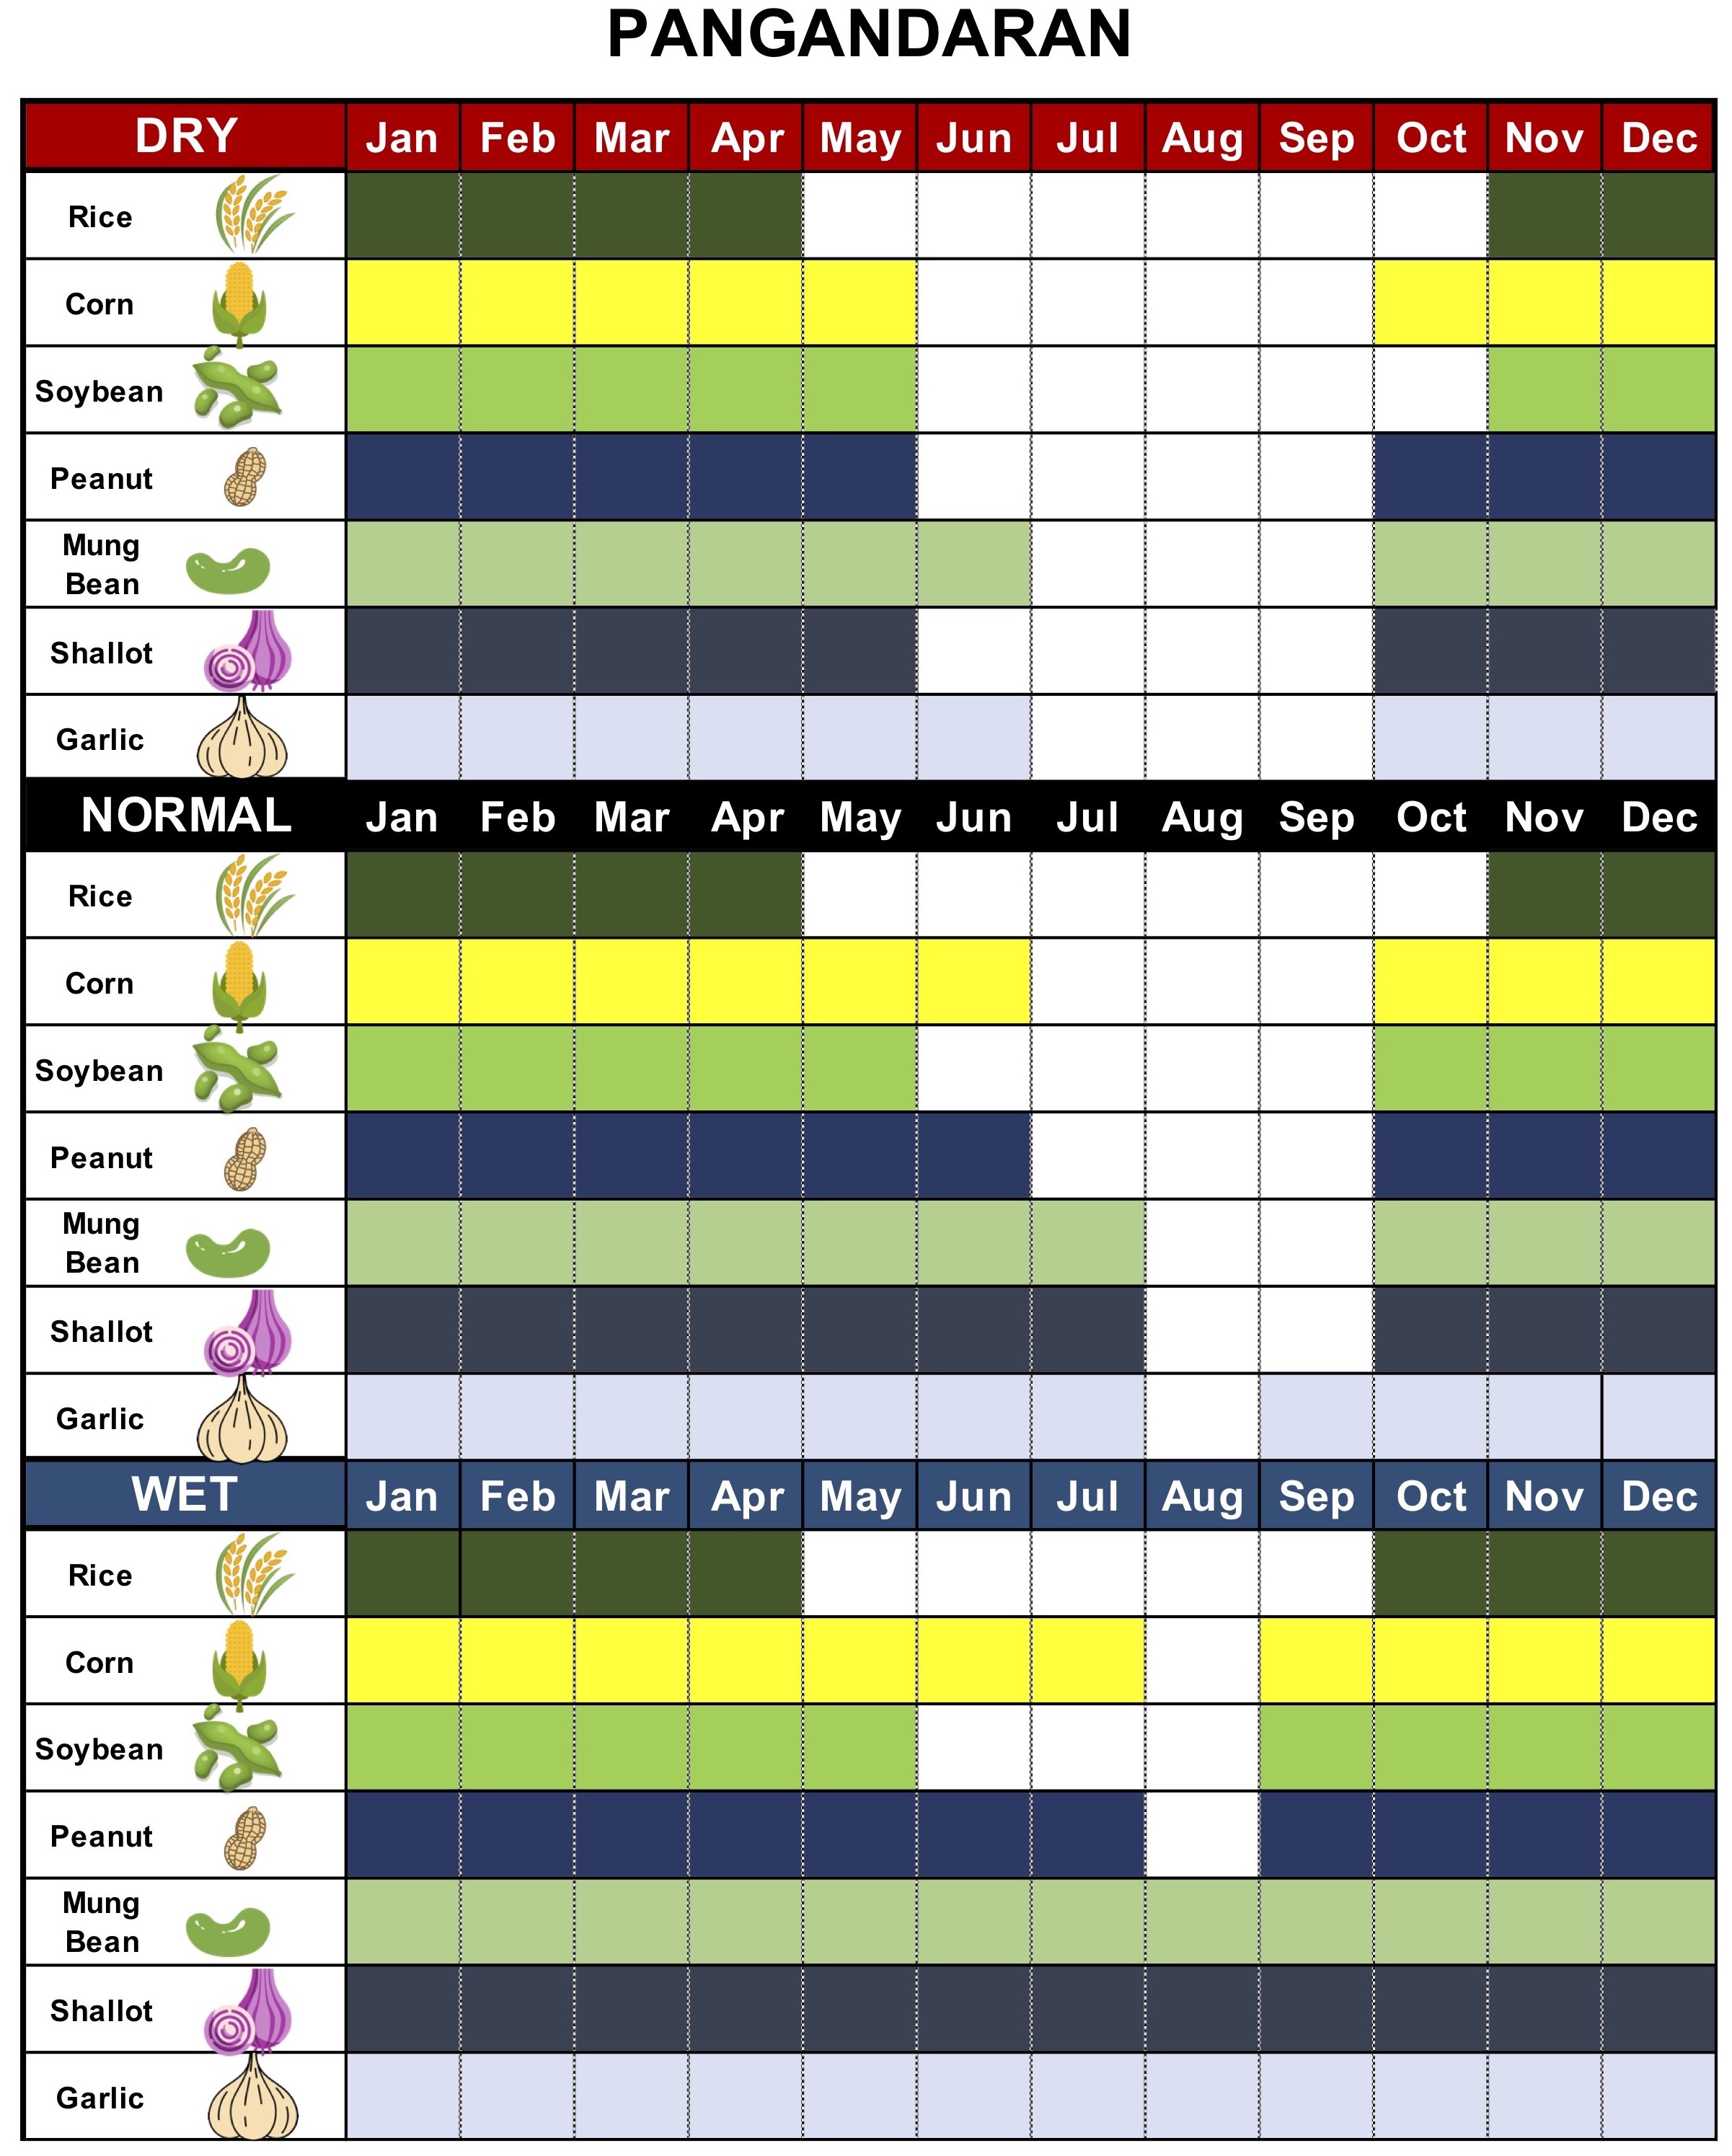 PANGANDARAN
DRY Jan Feb Mar Apr May Jun Jul Aug Sep Oct Nov Dec
Rice
Corn
Soybean
Peanut
Mung
Bean
Shallot
Garlic
NORMAL Jan Feb Mar Apr May Jun Jul Aug Sep Oct Nov Dec
Rice
Corn
Soybean
Peanut
Mung
Bean
Shallot
Garlic
WET Jan Feb Mar Apr May Jun Jul Aug Sep Oct Nov Dec
Rice
Corn
Soybean
Peanut
Mung
Bean
Shallot
Garlic